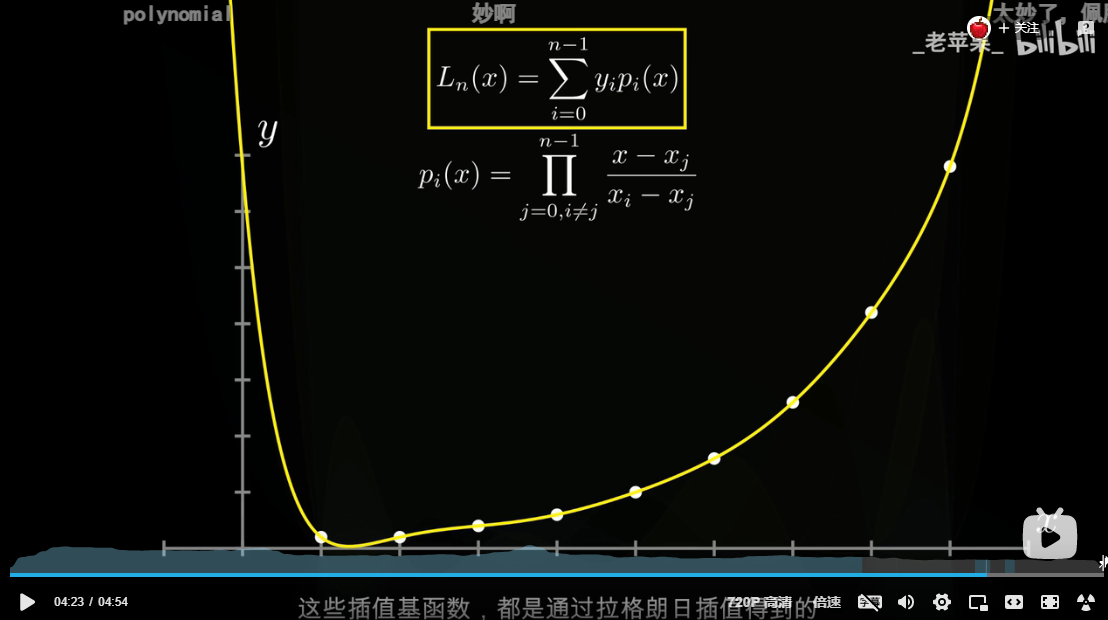 polynomial
妙啊
太妙了，佩服
+ 关注
_老苹果_
bilibili
L_n(x) = \sum_{i=0}^{n-1} y_i p_i(x)
y
p_i(x) = \prod_{j=0, i \neq j}^{n-1} \frac{x - x_j}{x_i - x_j}
x
04:23 / 04:54
这些插值基函数，都是通过拉格朗日插值得到的
720P 高清
倍速
字幕